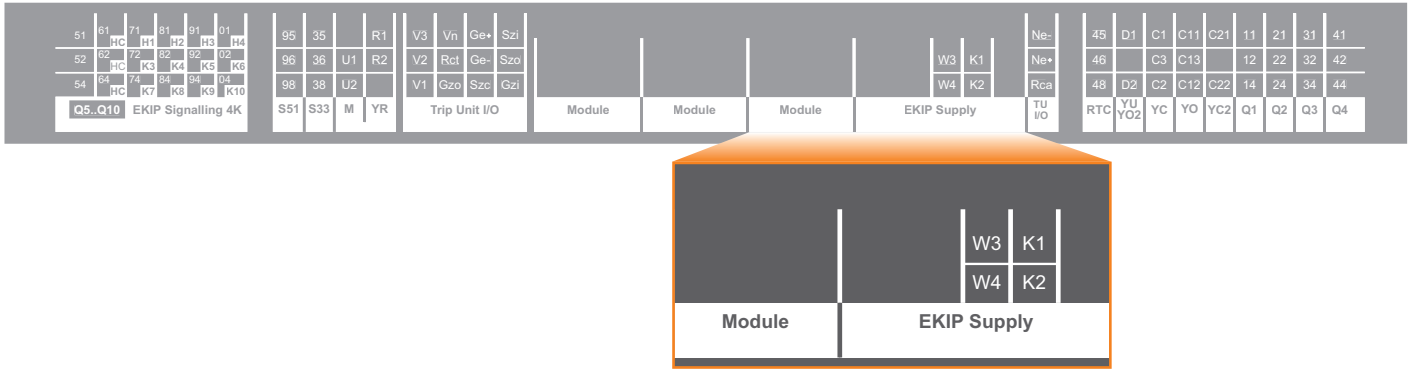 51 61 HC 71 H1 81 H2 91 H3 01 H4 95 35 R1 V3 Vn Ge+ Szi Ne- 45 D1 C1 C11 C21 11 21 31 41
52 62 HC 72 K3 82 K4 92 K5 02 K6 96 36 U1 R2 V2 Rct Ge- Szo W3 K1 Ne+ 46 C3 C13 12 22 32 42
54 64 HC 74 K7 84 K8 94 K9 04 K10 98 38 U2 V1 Gzo Szc Gzi W4 K2 Rca 48 D2 C2 C12 C22 14 24 34 44
Q5..Q10 EKIP Signalling 4K S51 S33 M YR Trip Unit I/O Module Module Module EKIP Supply TU I/O RTC YU YO2 YC YO YC2 Q1 Q2 Q3 Q4
W3 K1
W4 K2
Module EKIP Supply